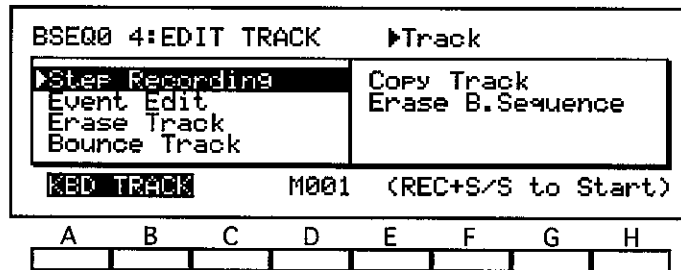 BSEQ0 4:EDIT TRACK ▶Track
▶Step Recording
Event Edit
Erase Track
Bounce Track
Copy Track
Erase B.Sequence
KBD TRACK M001 (REC+S/S to Start)
A B C D E F G H